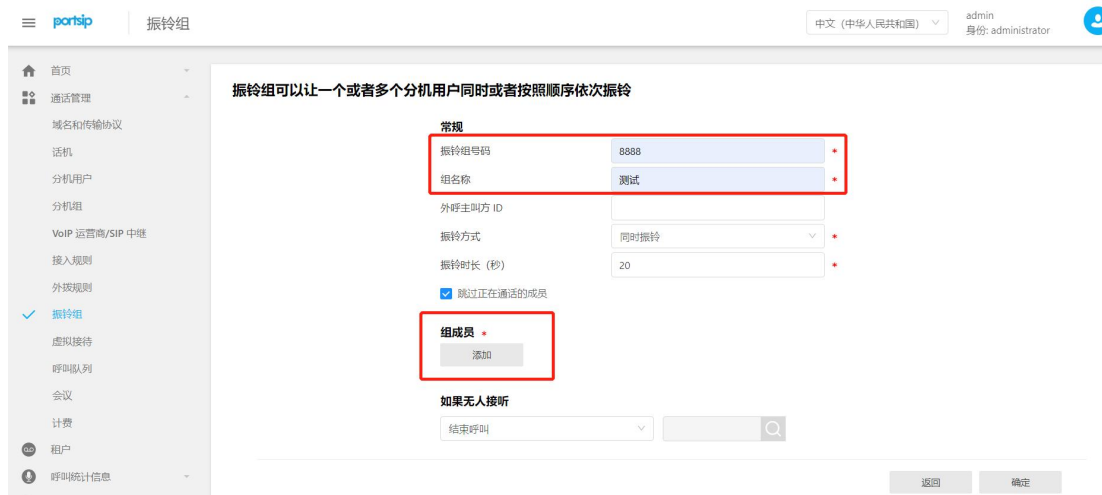 portsip
振铃组
中文 (中华人民共和国)
admin
身份: administrator
首页
通话管理
域名和传输协议
话机
分机用户
分机组
VoIP 运营商/SIP 中继
接入规则
外拨规则
振铃组
虚拟接待
呼叫队列
会议
计费
租户
呼叫统计信息
振铃组可以让一个或者多个分机用户同时或者按照顺序依次振铃
常规
振铃组号码 8888 *
组名称 测试 *
外呼主叫方 ID
振铃方式 同时振铃 *
振铃时长 (秒) 20 *
跳过正在通话的成员
组成员 *
添加
如果无人接听
结束呼叫
返回 确定